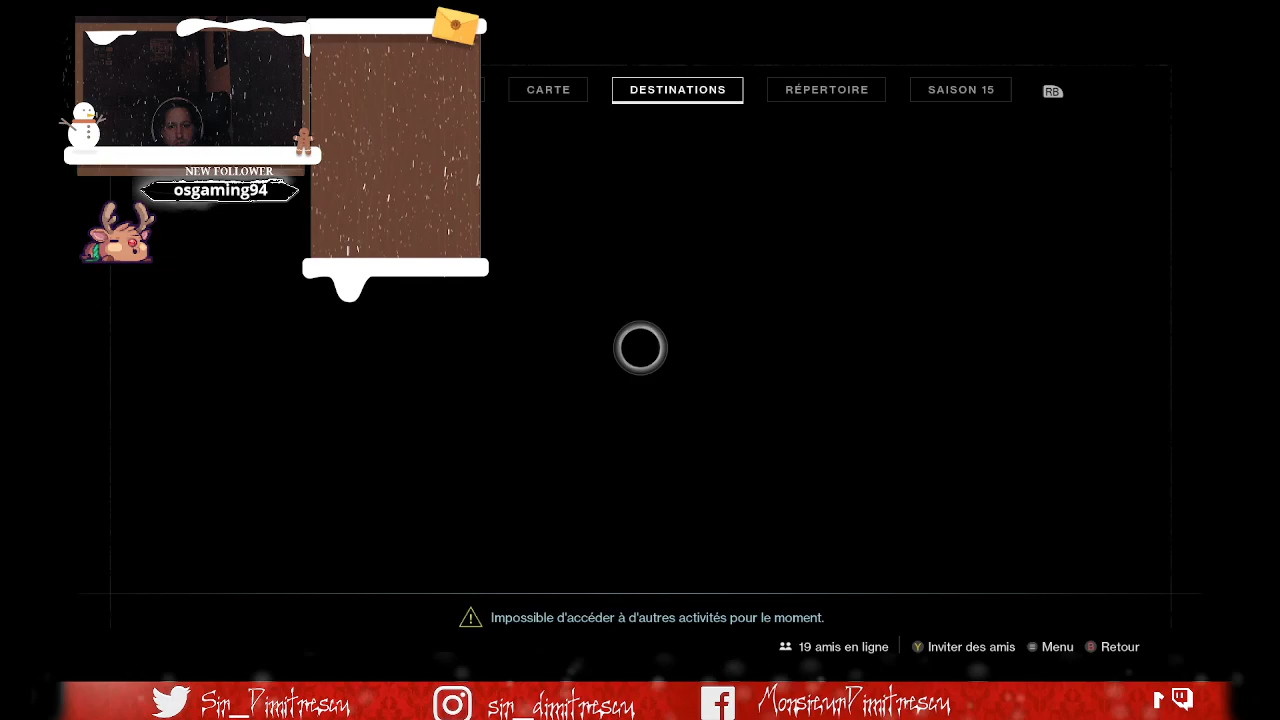 CARTE
DESTINATIONS
RÉPERTOIRE
SAISON 15
RB
NEW FOLLOWER
osgaming94
Impossible d'accéder à d'autres activités pour le moment.
19 amis en ligne
Y Inviter des amis
Menu
B Retour
Sir_Dimitrescu
sir_dimitrescu
MonsieurDimitrescu